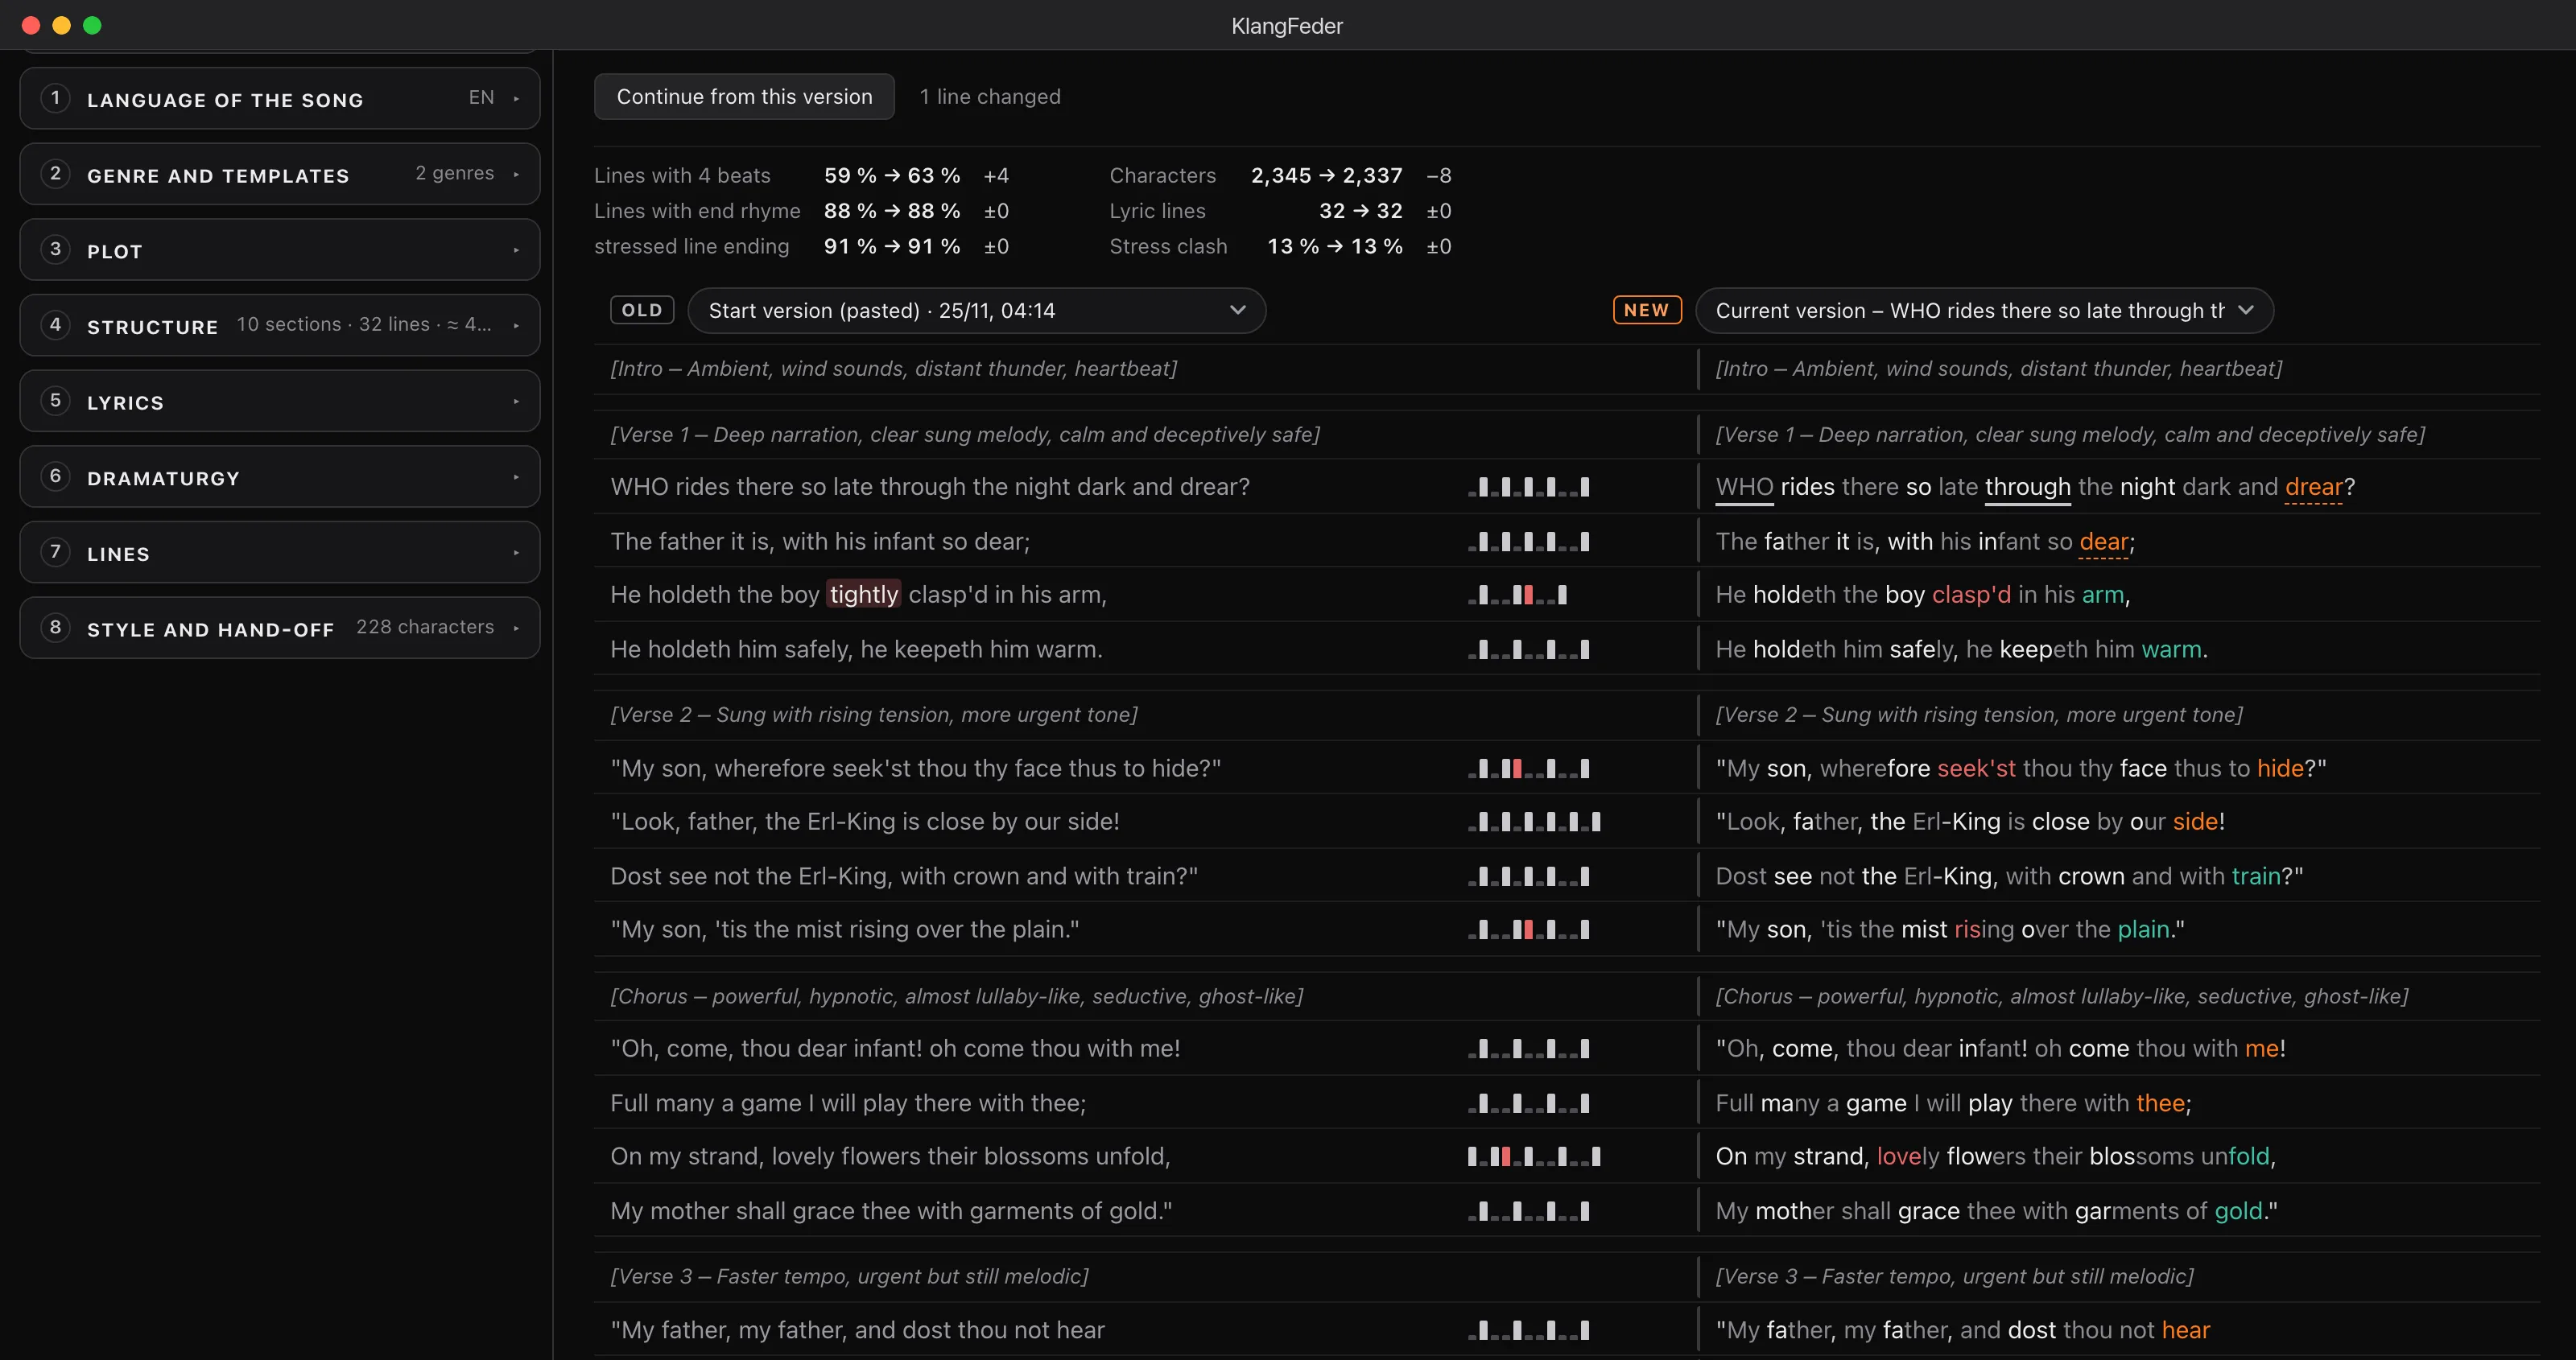 KlangFeder
1 LANGUAGE OF THE SONG EN
2 GENRE AND TEMPLATES 2 genres
3 PLOT
4 STRUCTURE 10 sections · 32 lines · ≈ 4...
5 LYRICS
6 DRAMATURGY
7 LINES
8 STYLE AND HAND-OFF 228 characters
Continue from this version 1 line changed
Lines with 4 beats 59 % → 63 % +4 Characters 2,345 → 2,337 −8
Lines with end rhyme 88 % → 88 % ±0 Lyric lines 32 → 32 ±0
stressed line ending 91 % → 91 % ±0 Stress clash 13 % → 13 % ±0
OLD Start version (pasted) · 25/11, 04:14 NEW Current version – WHO rides there so late through th
[Intro – Ambient, wind sounds, distant thunder, heartbeat] [Intro – Ambient, wind sounds, distant thunder, heartbeat]
[Verse 1 – Deep narration, clear sung melody, calm and deceptively safe] [Verse 1 – Deep narration, clear sung melody, calm and deceptively safe]
WHO rides there so late through the night dark and drear? WHO rides there so late through the night dark and drear?
The father it is, with his infant so dear; The father it is, with his infant so dear;
He holdeth the boy tightly clasp'd in his arm, He holdeth the boy clasp'd in his arm,
He holdeth him safely, he keepeth him warm. He holdeth him safely, he keepeth him warm.
[Verse 2 – Sung with rising tension, more urgent tone] [Verse 2 – Sung with rising tension, more urgent tone]
"My son, wherefore seek'st thou thy face thus to hide?" "My son, wherefore seek'st thou thy face thus to hide?"
"Look, father, the Erl-King is close by our side! "Look, father, the Erl-King is close by our side!
Dost see not the Erl-King, with crown and with train?" Dost see not the Erl-King, with crown and with train?"
"My son, 'tis the mist rising over the plain." "My son, 'tis the mist rising over the plain."
[Chorus – powerful, hypnotic, almost lullaby-like, seductive, ghost-like] [Chorus – powerful, hypnotic, almost lullaby-like, seductive, ghost-like]
"Oh, come, thou dear infant! oh come thou with me! "Oh, come, thou dear infant! oh come thou with me!
Full many a game I will play there with thee; Full many a game I will play there with thee;
On my strand, lovely flowers their blossoms unfold, On my strand, lovely flowers their blossoms unfold,
My mother shall grace thee with garments of gold." My mother shall grace thee with garments of gold."
[Verse 3 – Faster tempo, urgent but still melodic] [Verse 3 – Faster tempo, urgent but still melodic]
"My father, my father, and dost thou not hear "My father, my father, and dost thou not hear